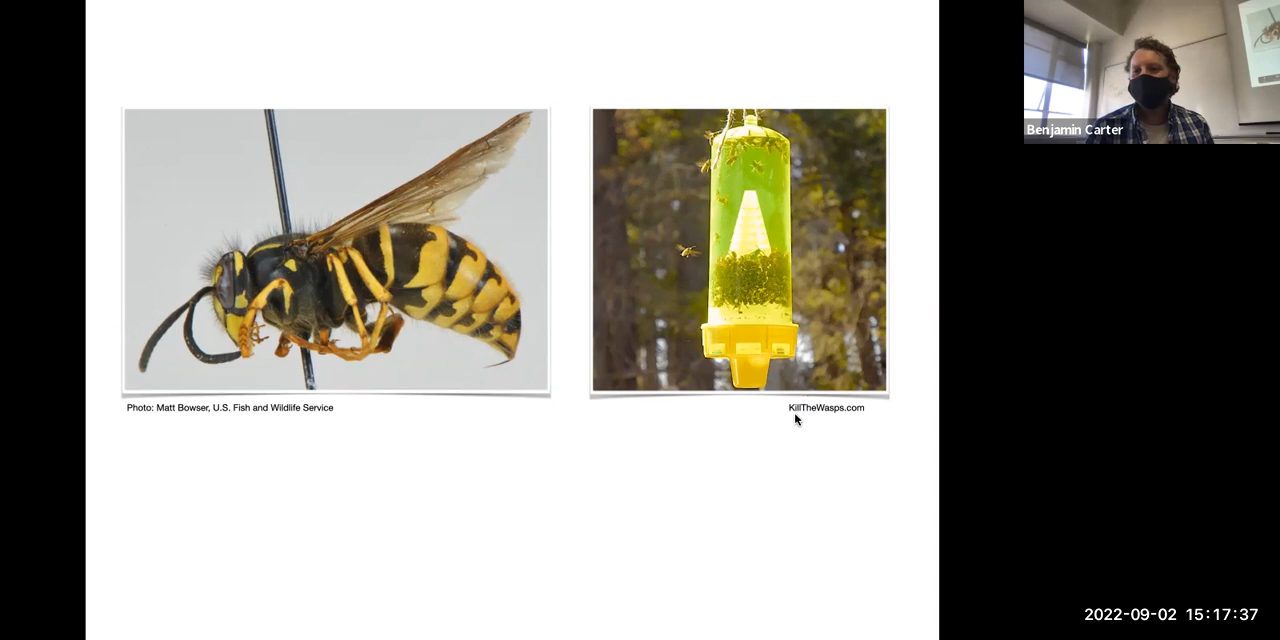 Benjamin Carter
Photo: Matt Bowser, U.S. Fish and Wildlife Service
KillTheWasps.com
2022-09-02 15:17:37